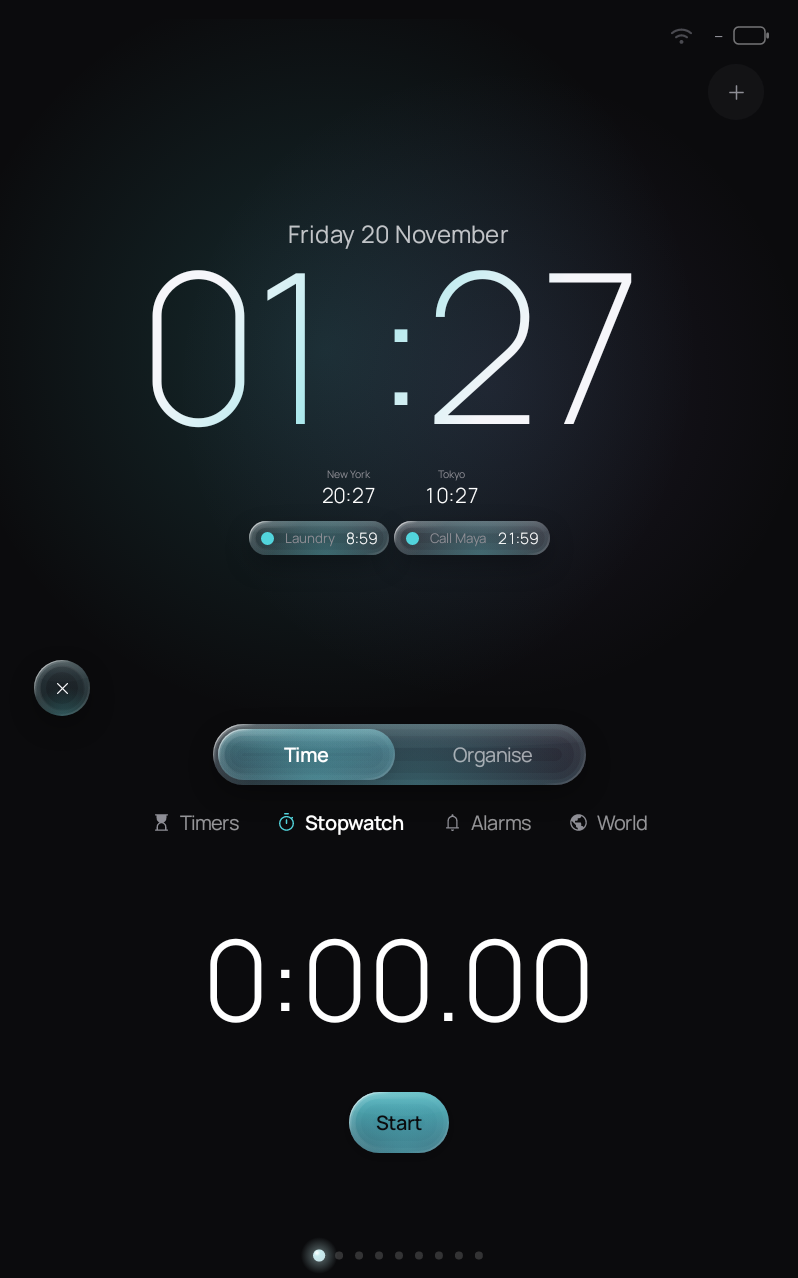 Friday 20 November
01:27
New York Tokyo
20:27 10:27
Laundry 8:59 Call Maya 21:59
Time Organise
Timers Stopwatch Alarms World
0:00.00
Start